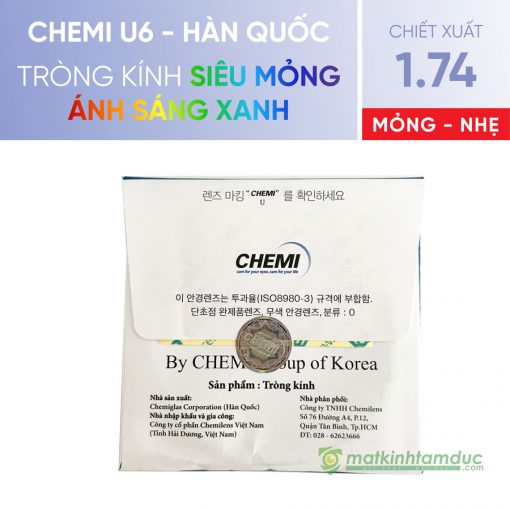 CHEMI U6 - HÀN QUỐC
TRÒNG KÍNH SIÊU MỎNG
ÁNH SÁNG XANH
CHIẾT XUẤT
1.74
MỎNG - NHẸ
렌즈 마킹 "CHEMI" 를 확인하세요
U
CHEMI
care for your eyes, care for your life
이 안경렌즈는 투과율(ISO8980-3) 규격에 부합함.
단초점 완제품렌즈, 무색 안경렌즈, 분류 : 0
CHEMI
By CHEMI Group of Korea
Sản phẩm : Tròng kính
Nhà sản xuất:
Chemiglas Corporation (Hàn Quốc)
Nhà nhập khẩu và gia công:
Công ty cổ phần Chemilens Việt Nam
(Tỉnh Hải Dương, Việt Nam)
Nhà phân phối:
Công ty TNHH Chemilens
Số 76 Đường A4, P.12,
Quận Tân Bình, Tp.HCM
ĐT: 028 - 62623666
matkinhtamduc